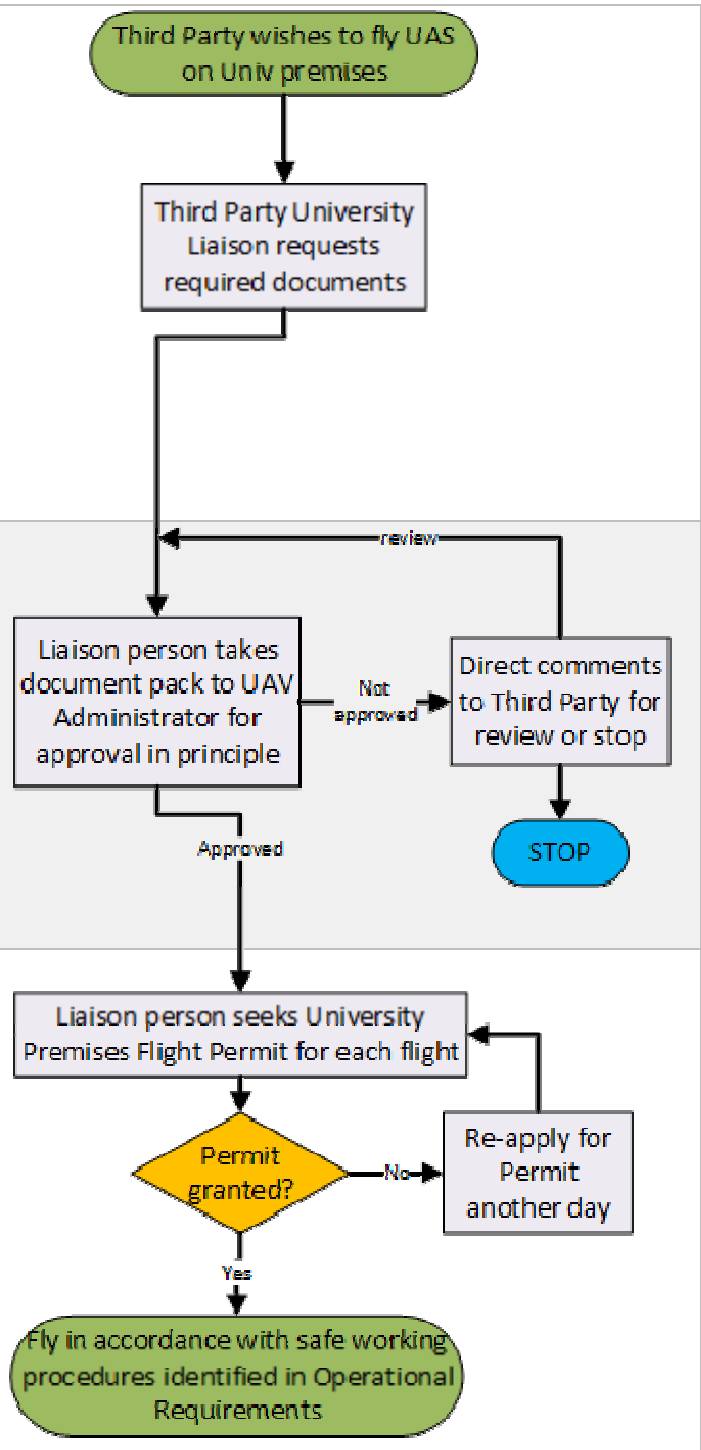 Third Party wishes to fly UAS
on Univ premises
Third Party University
Liaison requests
required documents
review
Liaison person takes
document pack to UAV
Administrator for
approval in principle
Not
approved
Direct comments
to Third Party for
review or stop
STOP
Approved
Liaison person seeks University
Premises Flight Permit for each flight
Permit
granted?
No
Re-apply for
Permit
another day
Yes
Fly in accordance with safe working
procedures identified in Operational
Requirements